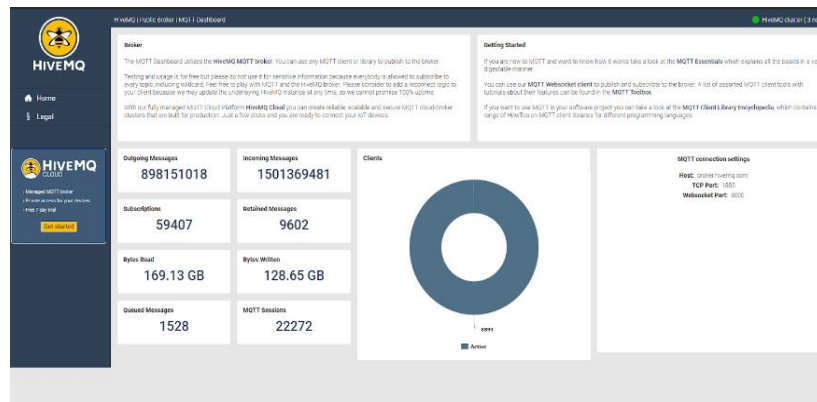 HiveMQ | Public Broker | MQTT Dashboard
HiveMQ cluster ( 3
HIVEMQ
Home
§ Legal
HIVEMQ
CLOUD
Managed MQTT broker
Private access for your devices
Get started
Broker
The MQTT Dashboard utilizes the HiveMQ MQTT broker. You can use any MQTT client or library to publish to the broker.
Testing and usage is for free but please do not use it for sensitive information because everybody is allowed to subscribe to
every topic, including wildcard. Feel free to play with MQTT and the HiveMQ broker. Please consider to add a reconnect logic to
your client because we may update the underlaying HiveMQ instance at any time, so we cannot promise 100% uptime.
With our fully managed MQTT Cloud Platform HiveMQ Cloud you can create reliable, scalable and secure MQTT cloud-broker
clusters that are built for production. Just a few clicks and you are ready to connect your IoT devices.
Getting Started
If you are new to MQTT and want to know how it works take a look at the MQTT Essentials which explains all the basics in a
digestable manner.
You can use our MQTT Websocket client to publish and subscribe to the broker. A list of assorted MQTT client tools with
tutorials about their features can be found in the MQTT Toolbox.
If you want to use MQTT in your software project you can take a look at the MQTT Client Library Encyclopedia, which contains
range of HowTos on MQTT client libraries for different programming languages.
Outgoing Messages
898151018
Incoming Messages
1501369481
Subscriptions
59407
Retained Messages
9602
Bytes Read
169.13 GB
Bytes Written
128.65 GB
Queued Messages
1528
MQTT Sessions
22272
Clients
Active
MQTT connection settings
Host: broker.hivemq.com
TCP Port: 1883
Websocket Port: 8000